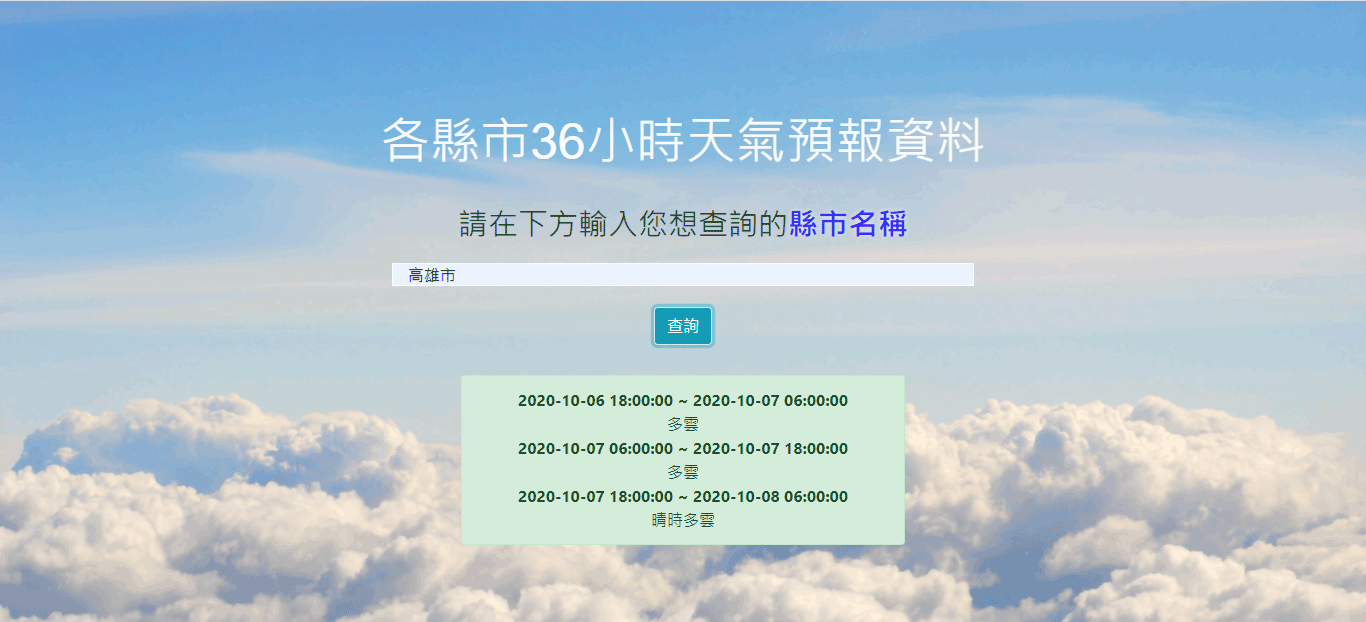 各縣市36小時天氣預報資料
請在下方輸入您想查詢的縣市名稱
高雄市
查詢
2020-10-06 18:00:00 ~ 2020-10-07 06:00:00
多雲
2020-10-07 06:00:00 ~ 2020-10-07 18:00:00
多雲
2020-10-07 18:00:00 ~ 2020-10-08 06:00:00
晴時多雲